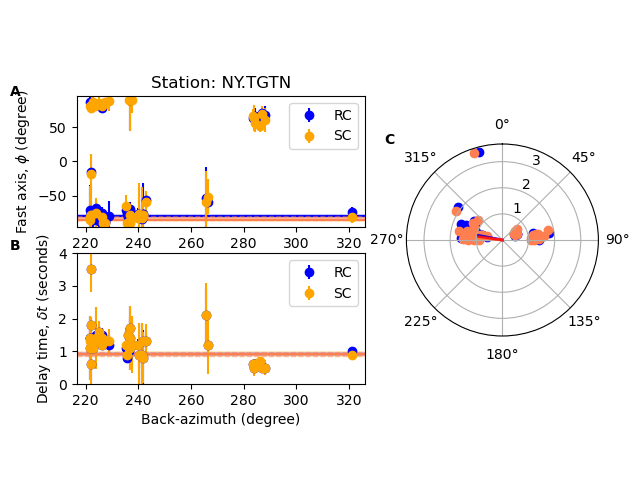 Station: NY.TGTN
A
Fast axis, ϕ (degree)
50
0
−50
RC
SC
220 240 260 280 300 320
B
Delay time, δt (seconds)
4
3
2
1
0
RC
SC
220 240 260 280 300 320
Back-azimuth (degree)
C
0°
45°
90°
135°
180°
225°
270°
315°
1
2
3